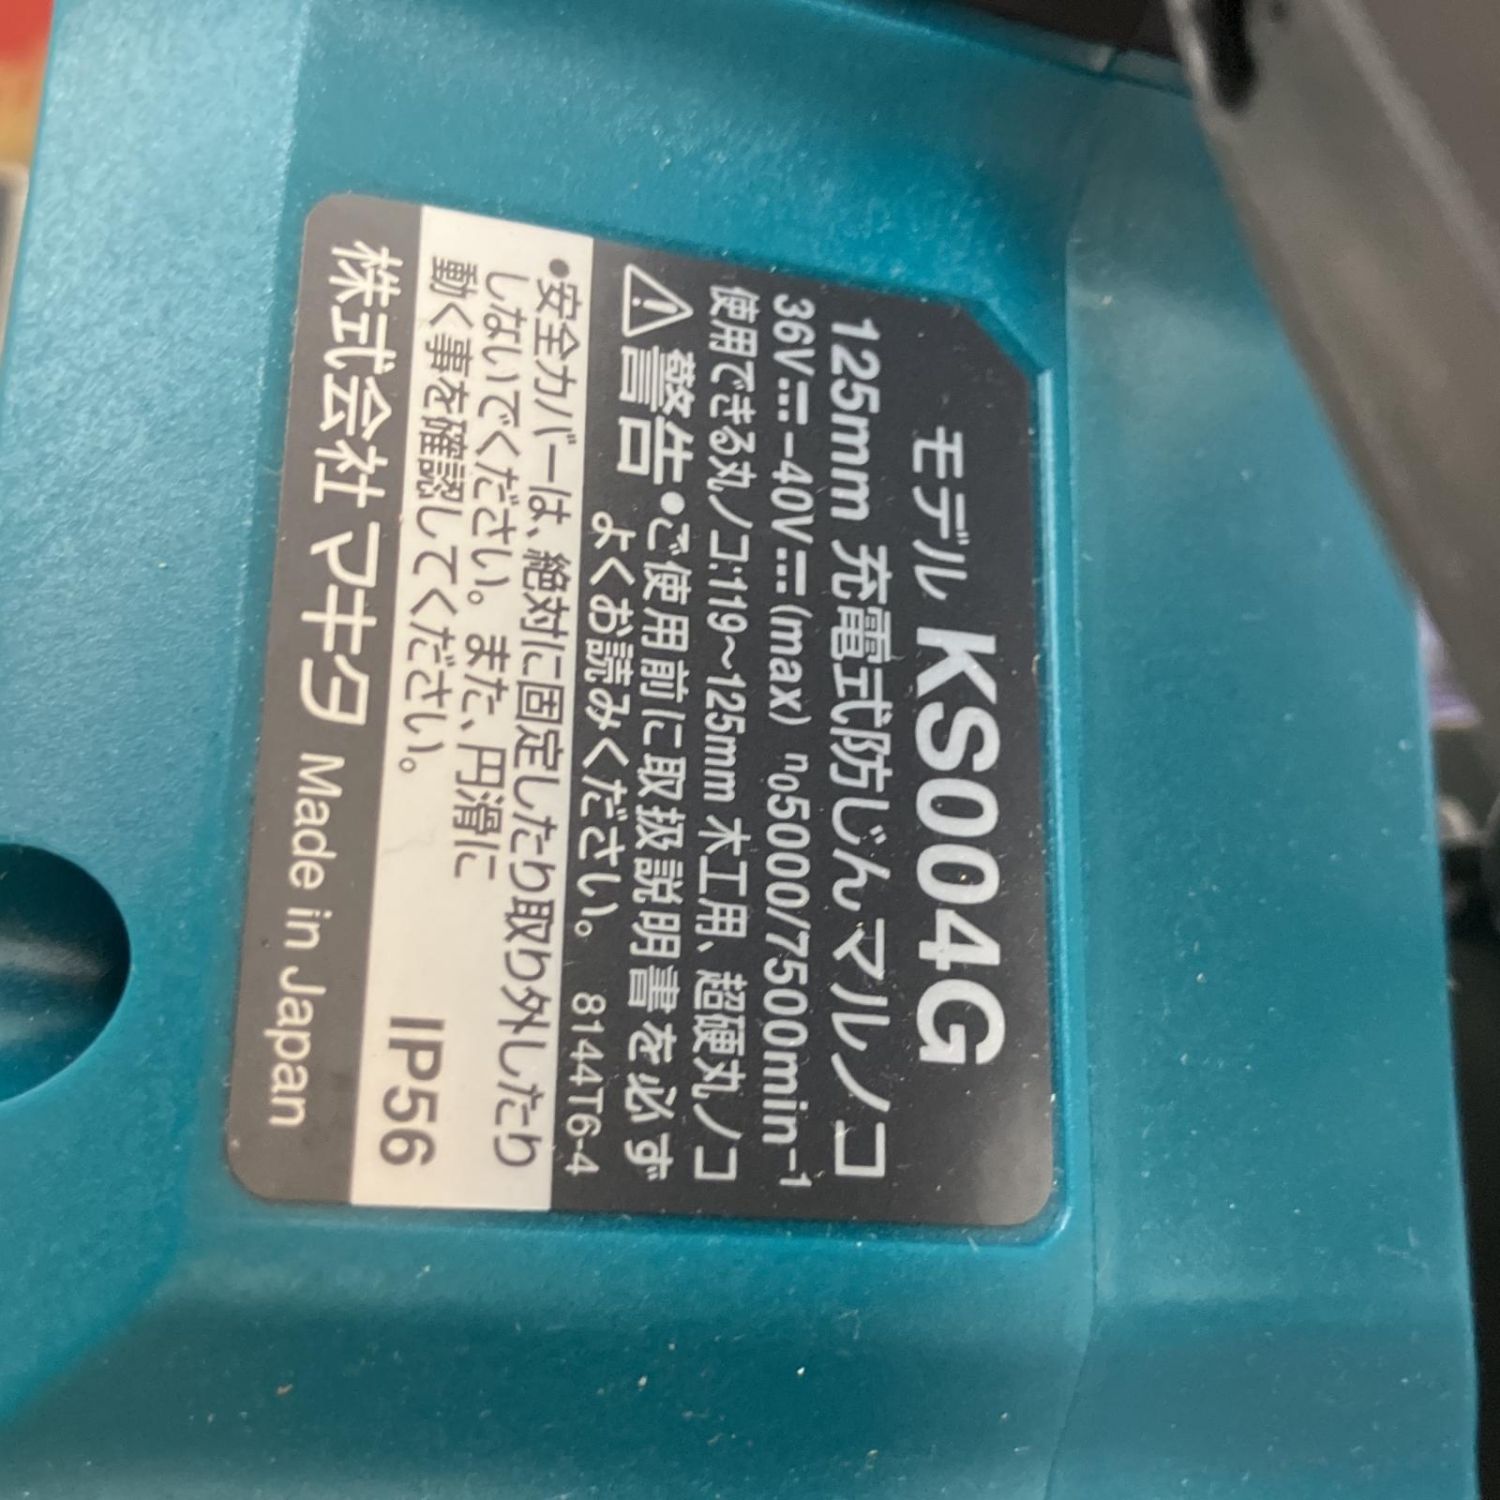 モデル KS004G
125mm 充電式防じんマルノコ
36V⎓-40V⎓(max) n₀5000/7500min⁻¹
使用できる丸ノコ:119〜125mm 木工用、超硬丸ノコ
⚠警告 •ご使用前に取扱説明書を必ず
よくお読みください。 8144T6-4
•安全カバーは、絶対に固定したり取り外したり
しないでください。また、円滑に
動く事を確認してください。 IP56
株式会社マキタ Made in Japan